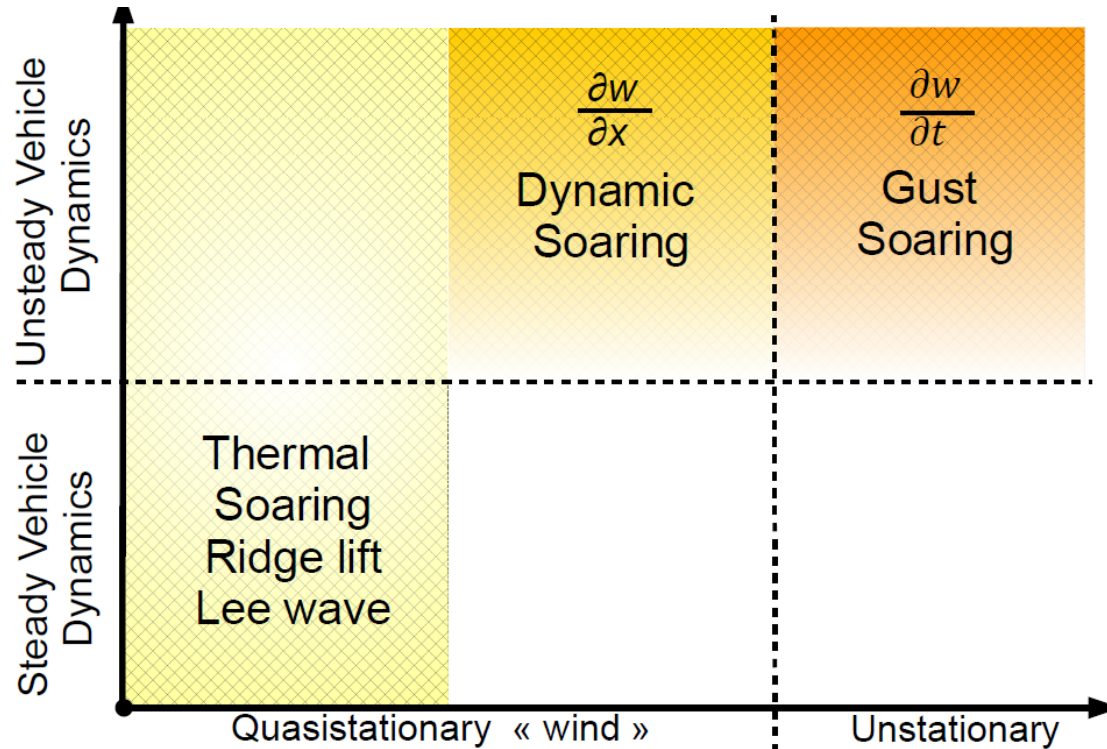 Unsteady Vehicle
Dynamics
Steady Vehicle
Dynamics
∂w
∂x
Dynamic
Soaring
∂w
∂t
Gust
Soaring
Thermal
Soaring
Ridge lift
Lee wave
Quasistationary « wind »
Unstationary